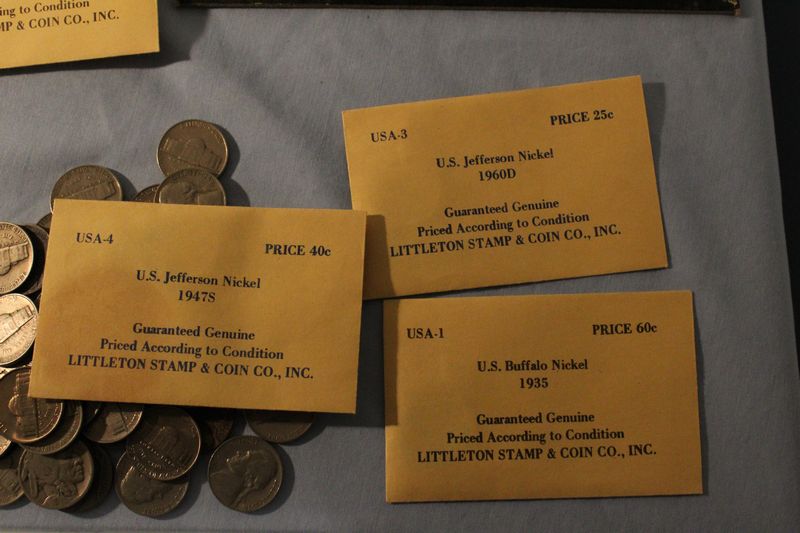 ing to Condition
MP & COIN CO., INC.
USA-3 PRICE 25c
U.S. Jefferson Nickel
1960D
Guaranteed Genuine
Priced According to Condition
LITTLETON STAMP & COIN CO., INC.
USA-4 PRICE 40c
U.S. Jefferson Nickel
1947S
Guaranteed Genuine
Priced According to Condition
LITTLETON STAMP & COIN CO., INC.
USA-1 PRICE 60c
U.S. Buffalo Nickel
1935
Guaranteed Genuine
Priced According to Condition
LITTLETON STAMP & COIN CO., INC.